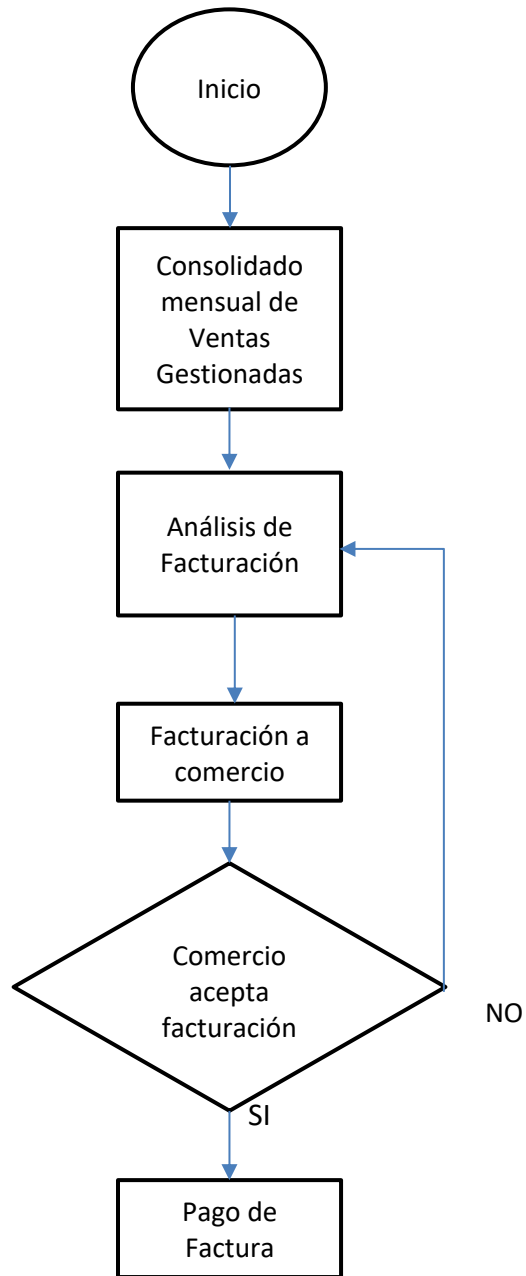 Inicio
Consolidado
mensual de
Ventas
Gestionadas
Análisis de
Facturación
Facturación a
comercio
Comercio
acepta
facturación
NO
SI
Pago de
Factura